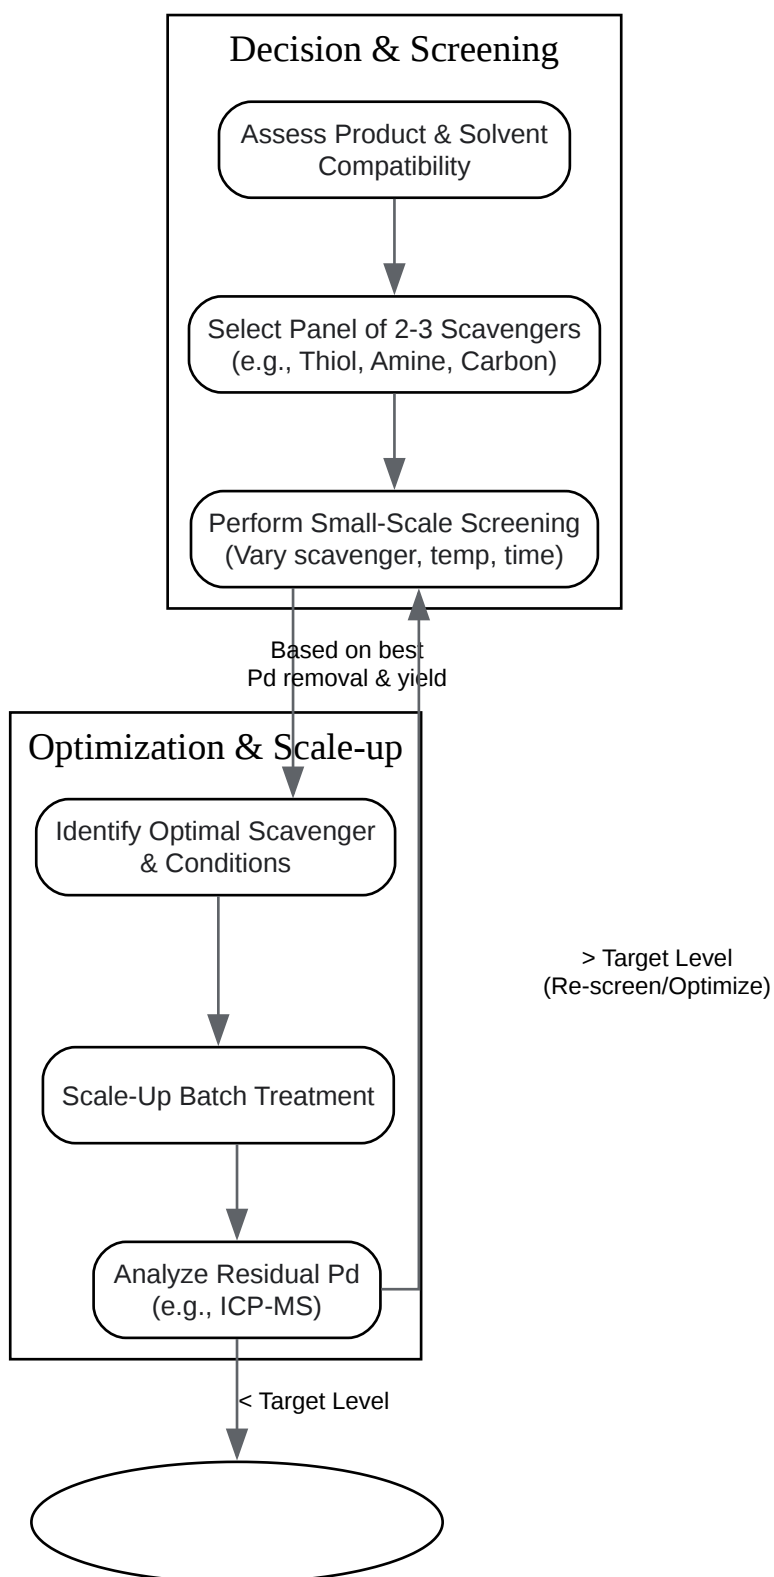 Decision & Screening
Assess Product & Solvent
Compatibility
Select Panel of 2-3 Scavengers
(e.g., Thiol, Amine, Carbon)
Perform Small-Scale Screening
(Vary scavenger, temp, time)
Based on best
Pd removal & yield
Optimization & Scale-up
Identify Optimal Scavenger
& Conditions
> Target Level
(Re-screen/Optimize)
Scale-Up Batch Treatment
Analyze Residual Pd
(e.g., ICP-MS)
< Target Level